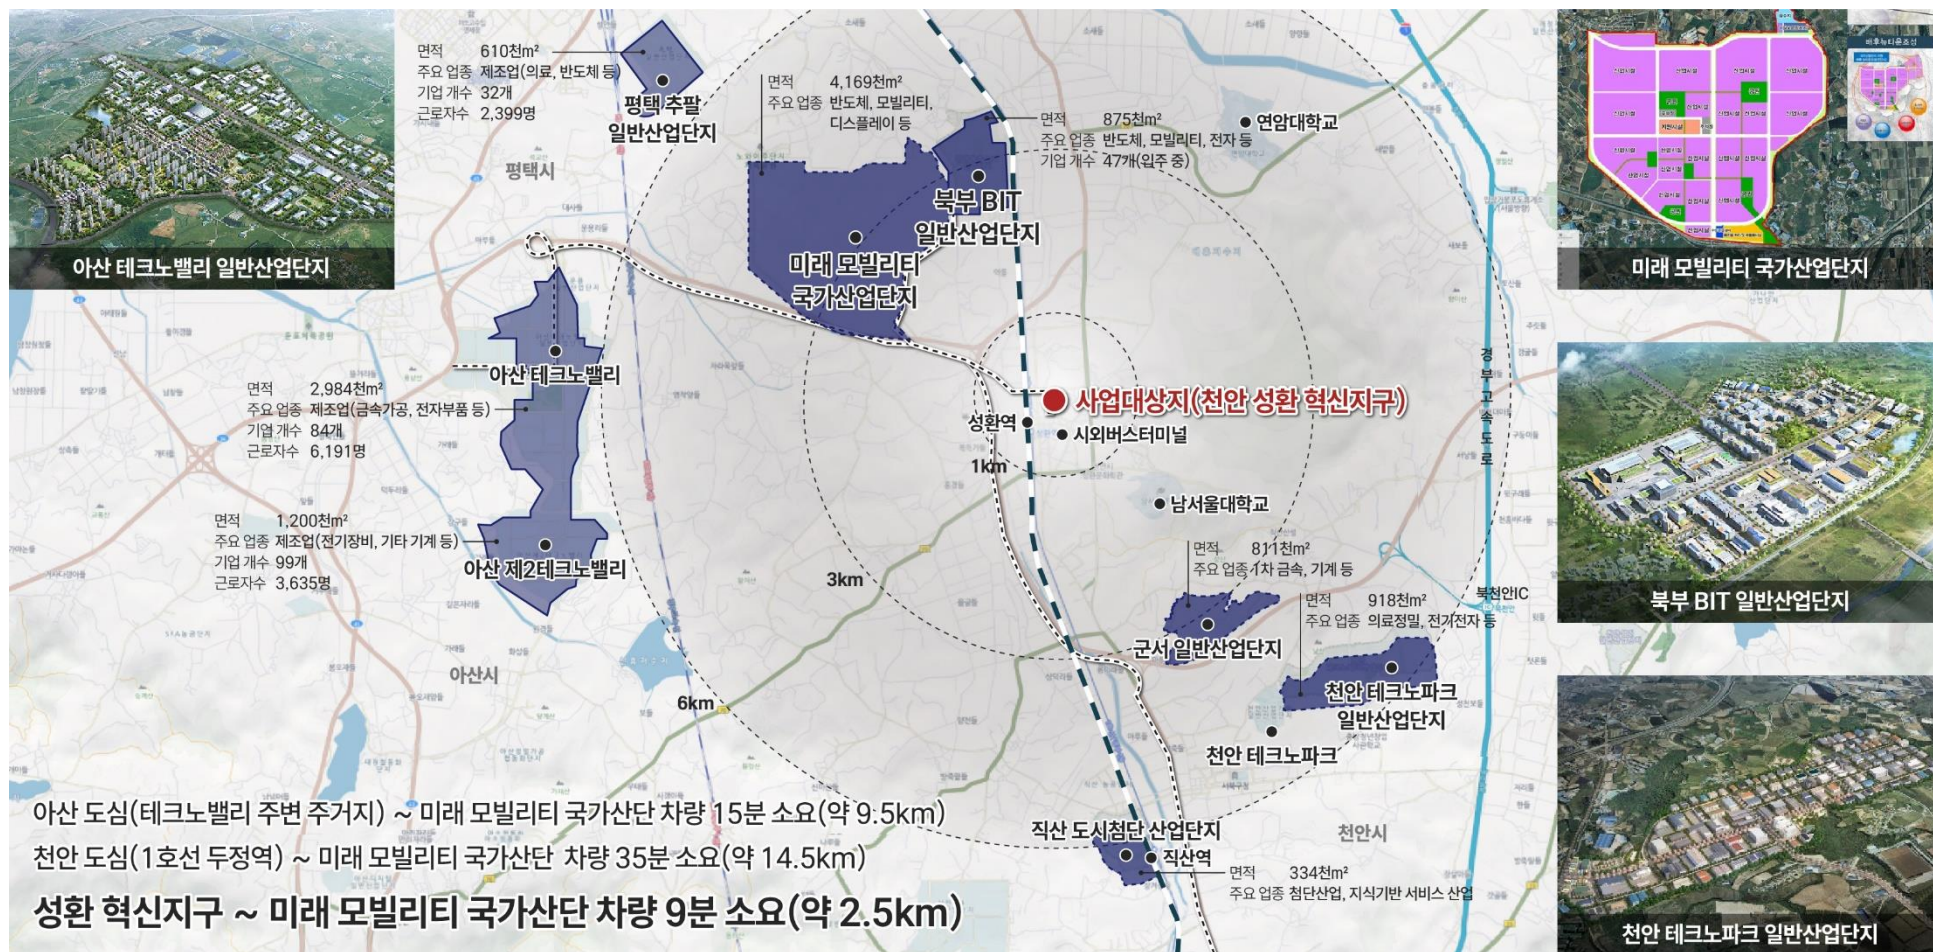 면적 610천m²
주요 업종 제조업(의료, 반도체 등)
기업 개수 32개
근로자수 2,399명
평택 추팔
일반산업단지
면적 4,169천m²
주요 업종 반도체, 모빌리티,
디스플레이 등
면적 875천m²
주요 업종 반도체, 모빌리티, 전자 등
기업 개수 47개(입주 중)
연암대학교
평택시
북부 BIT
일반산업단지
미래 모빌리티
국가산업단지
아산 테크노밸리 일반산업단지
배후뉴타운조성
산업시설
미래 모빌리티 국가산업단지
아산 테크노밸리
면적 2,984천m²
주요 업종 제조업(금속가공, 전자부품 등)
기업 개수 84개
근로자수 6,191명
사업대상지(천안 성환 혁신지구)
성환역
시외버스터미널
1km
경부고속도로
남서울대학교
면적 1,200천m²
주요 업종 제조업(전기장비, 기타 기계 등)
기업 개수 99개
근로자수 3,635명
아산 제2테크노밸리
3km
면적 811천m²
주요 업종 1차 금속, 기계 등
면적 918천m²
주요 업종 의료정밀, 전기전자 등
북천안IC
북부 BIT 일반산업단지
군서 일반산업단지
아산시
6km
천안 테크노파크
일반산업단지
천안 테크노파크
아산 도심(테크노밸리 주변 주거지) ~ 미래 모빌리티 국가산단 차량 15분 소요(약 9.5km)
직산 도시첨단 산업단지
천안시
천안 도심(1호선 두정역) ~ 미래 모빌리티 국가산단 차량 35분 소요(약 14.5km)
직산역
면적 334천m²
주요 업종 첨단산업, 지식기반 서비스 산업
성환 혁신지구 ~ 미래 모빌리티 국가산단 차량 9분 소요(약 2.5km)
천안 테크노파크 일반산업단지